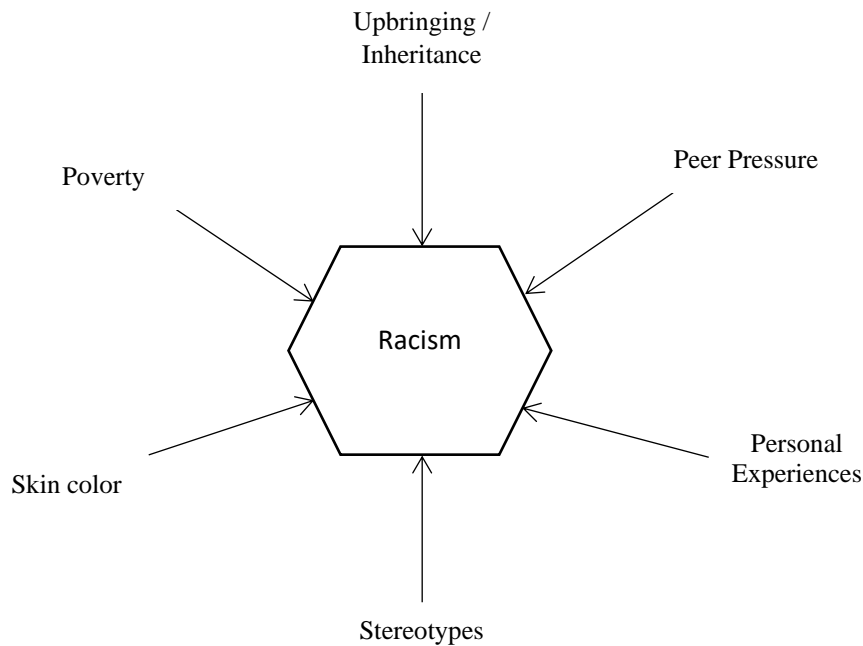 Upbringing /
Inheritance
Peer Pressure
Poverty
Racism
Personal
Experiences
Skin color
Stereotypes